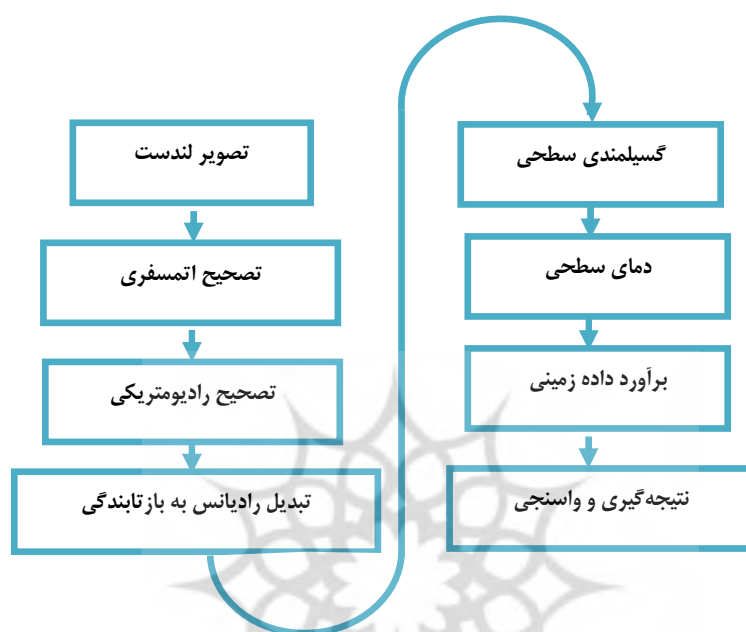 تصویر لندست
تصحیح اتمسفری
تصحیح رادیومتریکی
تبدیل رادیانس به بازتابندگی
گسیلمندی سطحی
دمای سطحی
برآورد داده زمینی
نتیجه‌گیری و واسنجی